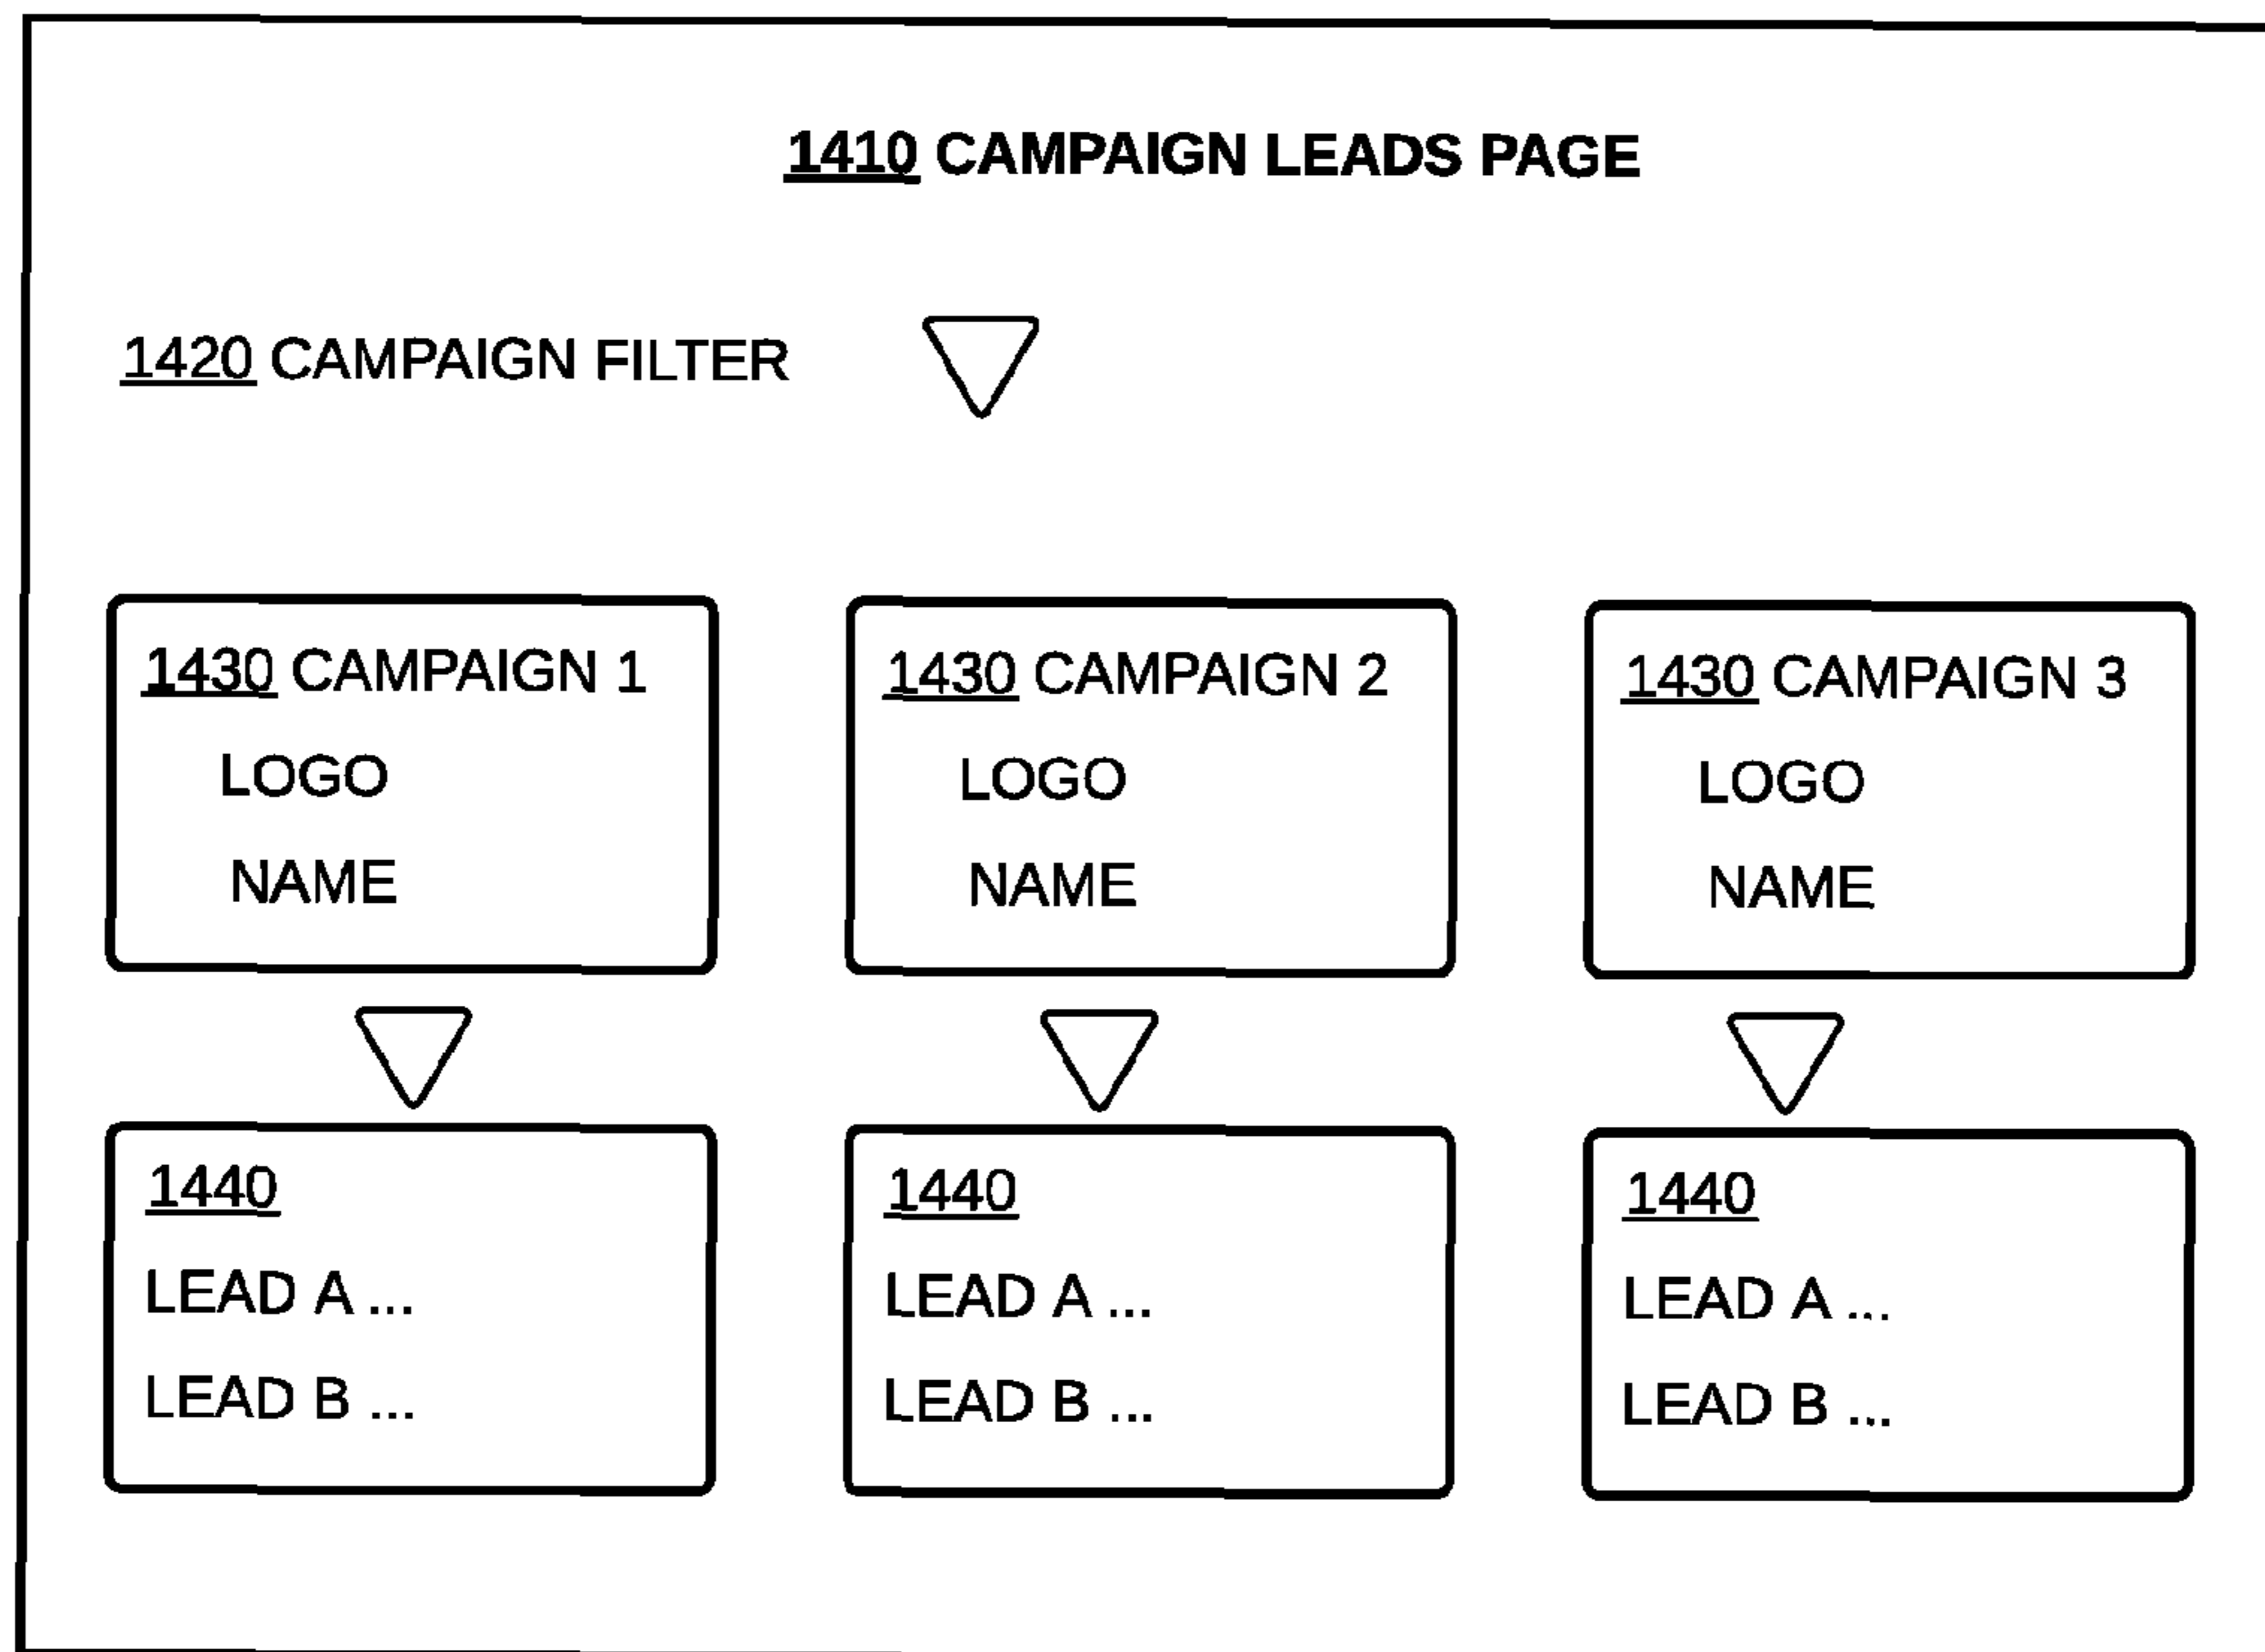 1410 CAMPAIGN LEADS PAGE
1420 CAMPAIGN FILTER
1430 CAMPAIGN 1
LOGO
NAME
1430 CAMPAIGN 2
LOGO
NAME
1430 CAMPAIGN 3
LOGO
NAME
1440
LEAD A ...
LEAD B ...
1440
LEAD A ...
LEAD B ...
1440
LEAD A ...
LEAD B ...